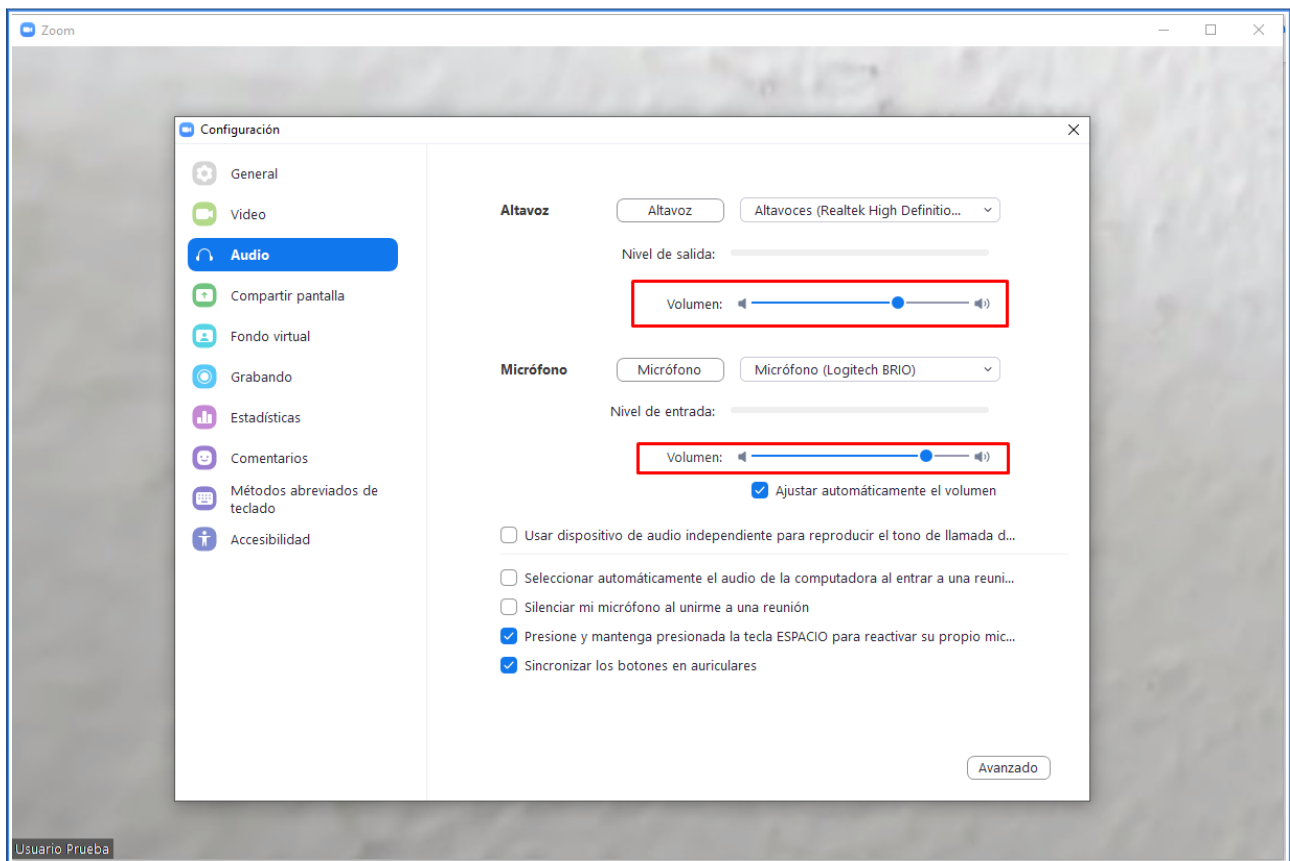 Zoom
Configuración
General
Video
Audio
Compartir pantalla
Fondo virtual
Grabando
Estadísticas
Comentarios
Métodos abreviados de
teclado
Accesibilidad
Altavoz Altavoz Altavoces (Realtek High Definitio...
Nivel de salida:
Volumen:
Micrófono Micrófono Micrófono (Logitech BRIO)
Nivel de entrada:
Volumen:
Ajustar automáticamente el volumen
Usar dispositivo de audio independiente para reproducir el tono de llamada d...
Seleccionar automáticamente el audio de la computadora al entrar a una reuni...
Silenciar mi micrófono al unirme a una reunión
Presione y mantenga presionada la tecla ESPACIO para reactivar su propio mic...
Sincronizar los botones en auriculares
Avanzado
Usuario Prueba